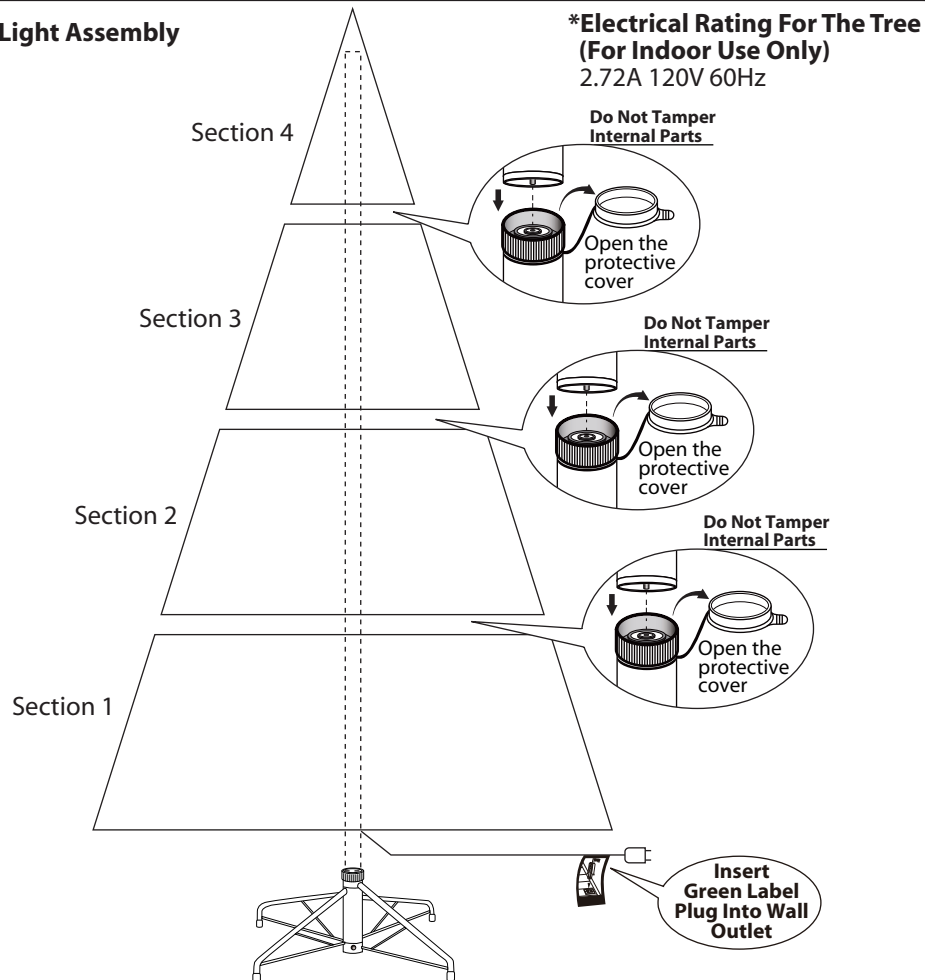 Light Assembly
*Electrical Rating For The Tree
(For Indoor Use Only)
2.72A 120V 60Hz
Do Not Tamper
Internal Parts
Section 4
Open the
protective
cover
Section 3
Do Not Tamper
Internal Parts
Open the
protective
cover
Section 2
Do Not Tamper
Internal Parts
Open the
protective
cover
Section 1
Insert
Green Label
Plug Into Wall
Outlet